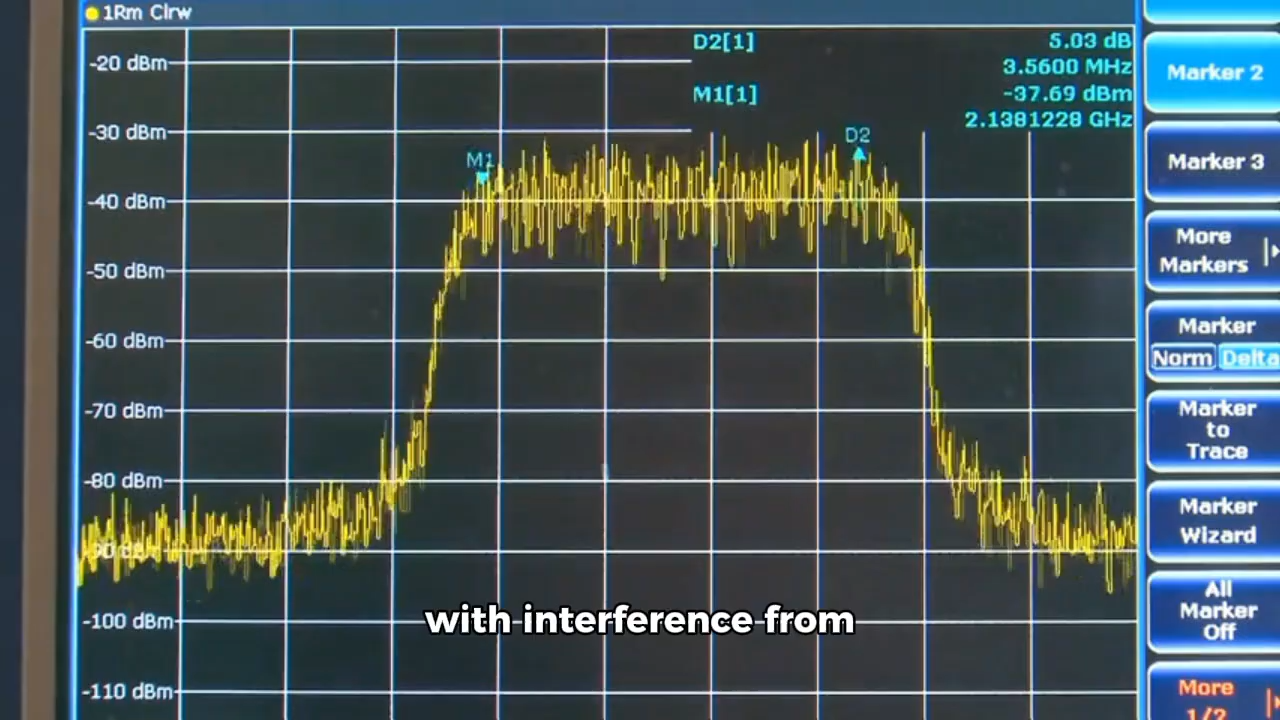 1Rm Clrw
D2[1] 5.03 dB
3.5600 MHz
M1[1] -37.69 dBm
2.1381228 GHz
-20 dBm
-30 dBm
-40 dBm
-50 dBm
-60 dBm
-70 dBm
-80 dBm
-90 dBm
-100 dBm
-110 dBm
M1
D2
Marker 2
Marker 3
More
Markers
Marker
Norm Delta
Marker
to
Trace
Marker
Wizard
All
Marker
Off
More
1/2
with interference from